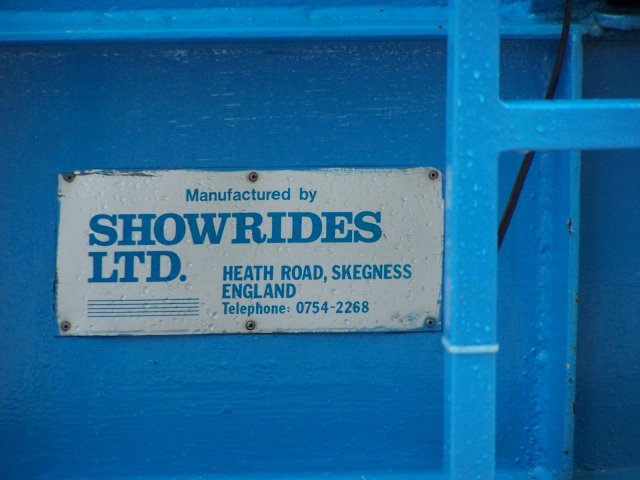 Manufactured by
SHOWRIDES
LTD.
HEATH ROAD, SKEGNESS
ENGLAND
Telephone: 0754-2268